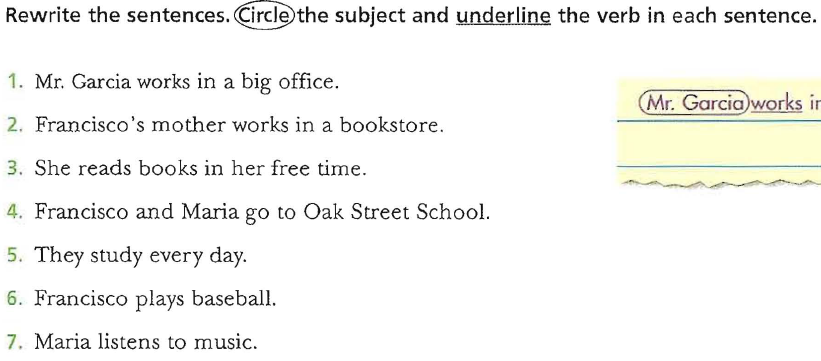 Rewrite the sentences. Circle the subject and underline the verb in each sentence.
1. Mr. Garcia works in a big office.
Mr. Garcia works in
2. Francisco's mother works in a bookstore.
3. She reads books in her free time.
4. Francisco and Maria go to Oak Street School.
5. They study every day.
6. Francisco plays baseball.
7. Maria listens to music.